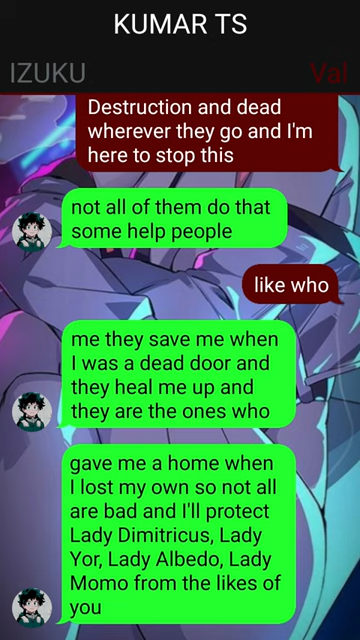 KUMAR TS
IZUKU
Val
Destruction and dead
wherever they go and I'm
here to stop this
not all of them do that
some help people
like who
me they save me when
I was a dead door and
they heal me up and
they are the ones who
gave me a home when
I lost my own so not all
are bad and I'll protect
Lady Dimitricus, Lady
Yor, Lady Albedo, Lady
Momo from the likes of
you